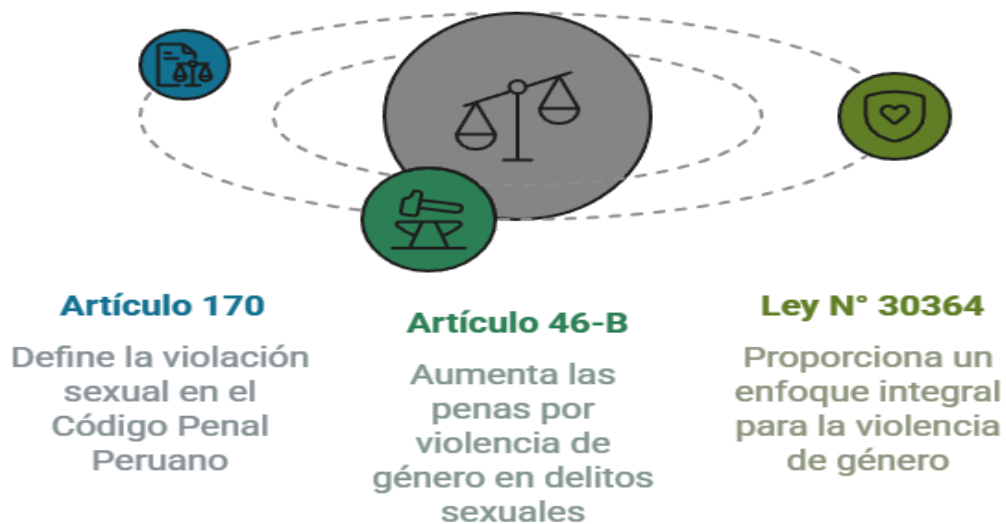 Artículo 170
Define la violación
sexual en el
Código Penal
Peruano
Artículo 46-B
Aumenta las
penas por
violencia de
género en delitos
sexuales
Ley N° 30364
Proporciona un
enfoque integral
para la violencia
de género